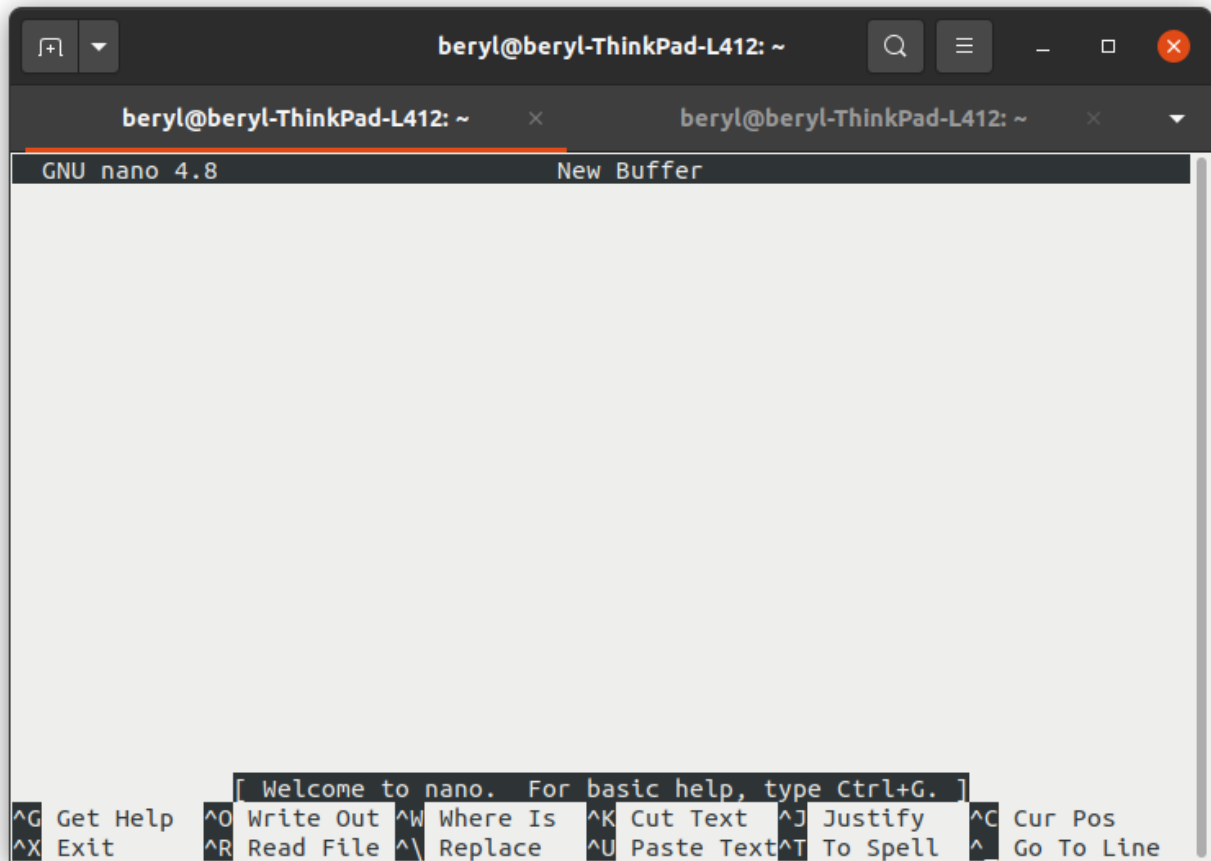 beryl@beryl-ThinkPad-L412: ~
beryl@beryl-ThinkPad-L412: ~ beryl@beryl-ThinkPad-L412: ~
GNU nano 4.8 New Buffer
[ Welcome to nano. For basic help, type Ctrl+G. ]
^G Get Help ^O Write Out ^W Where Is ^K Cut Text ^J Justify ^C Cur Pos
^X Exit ^R Read File ^\ Replace ^U Paste Text ^T To Spell ^_ Go To Line